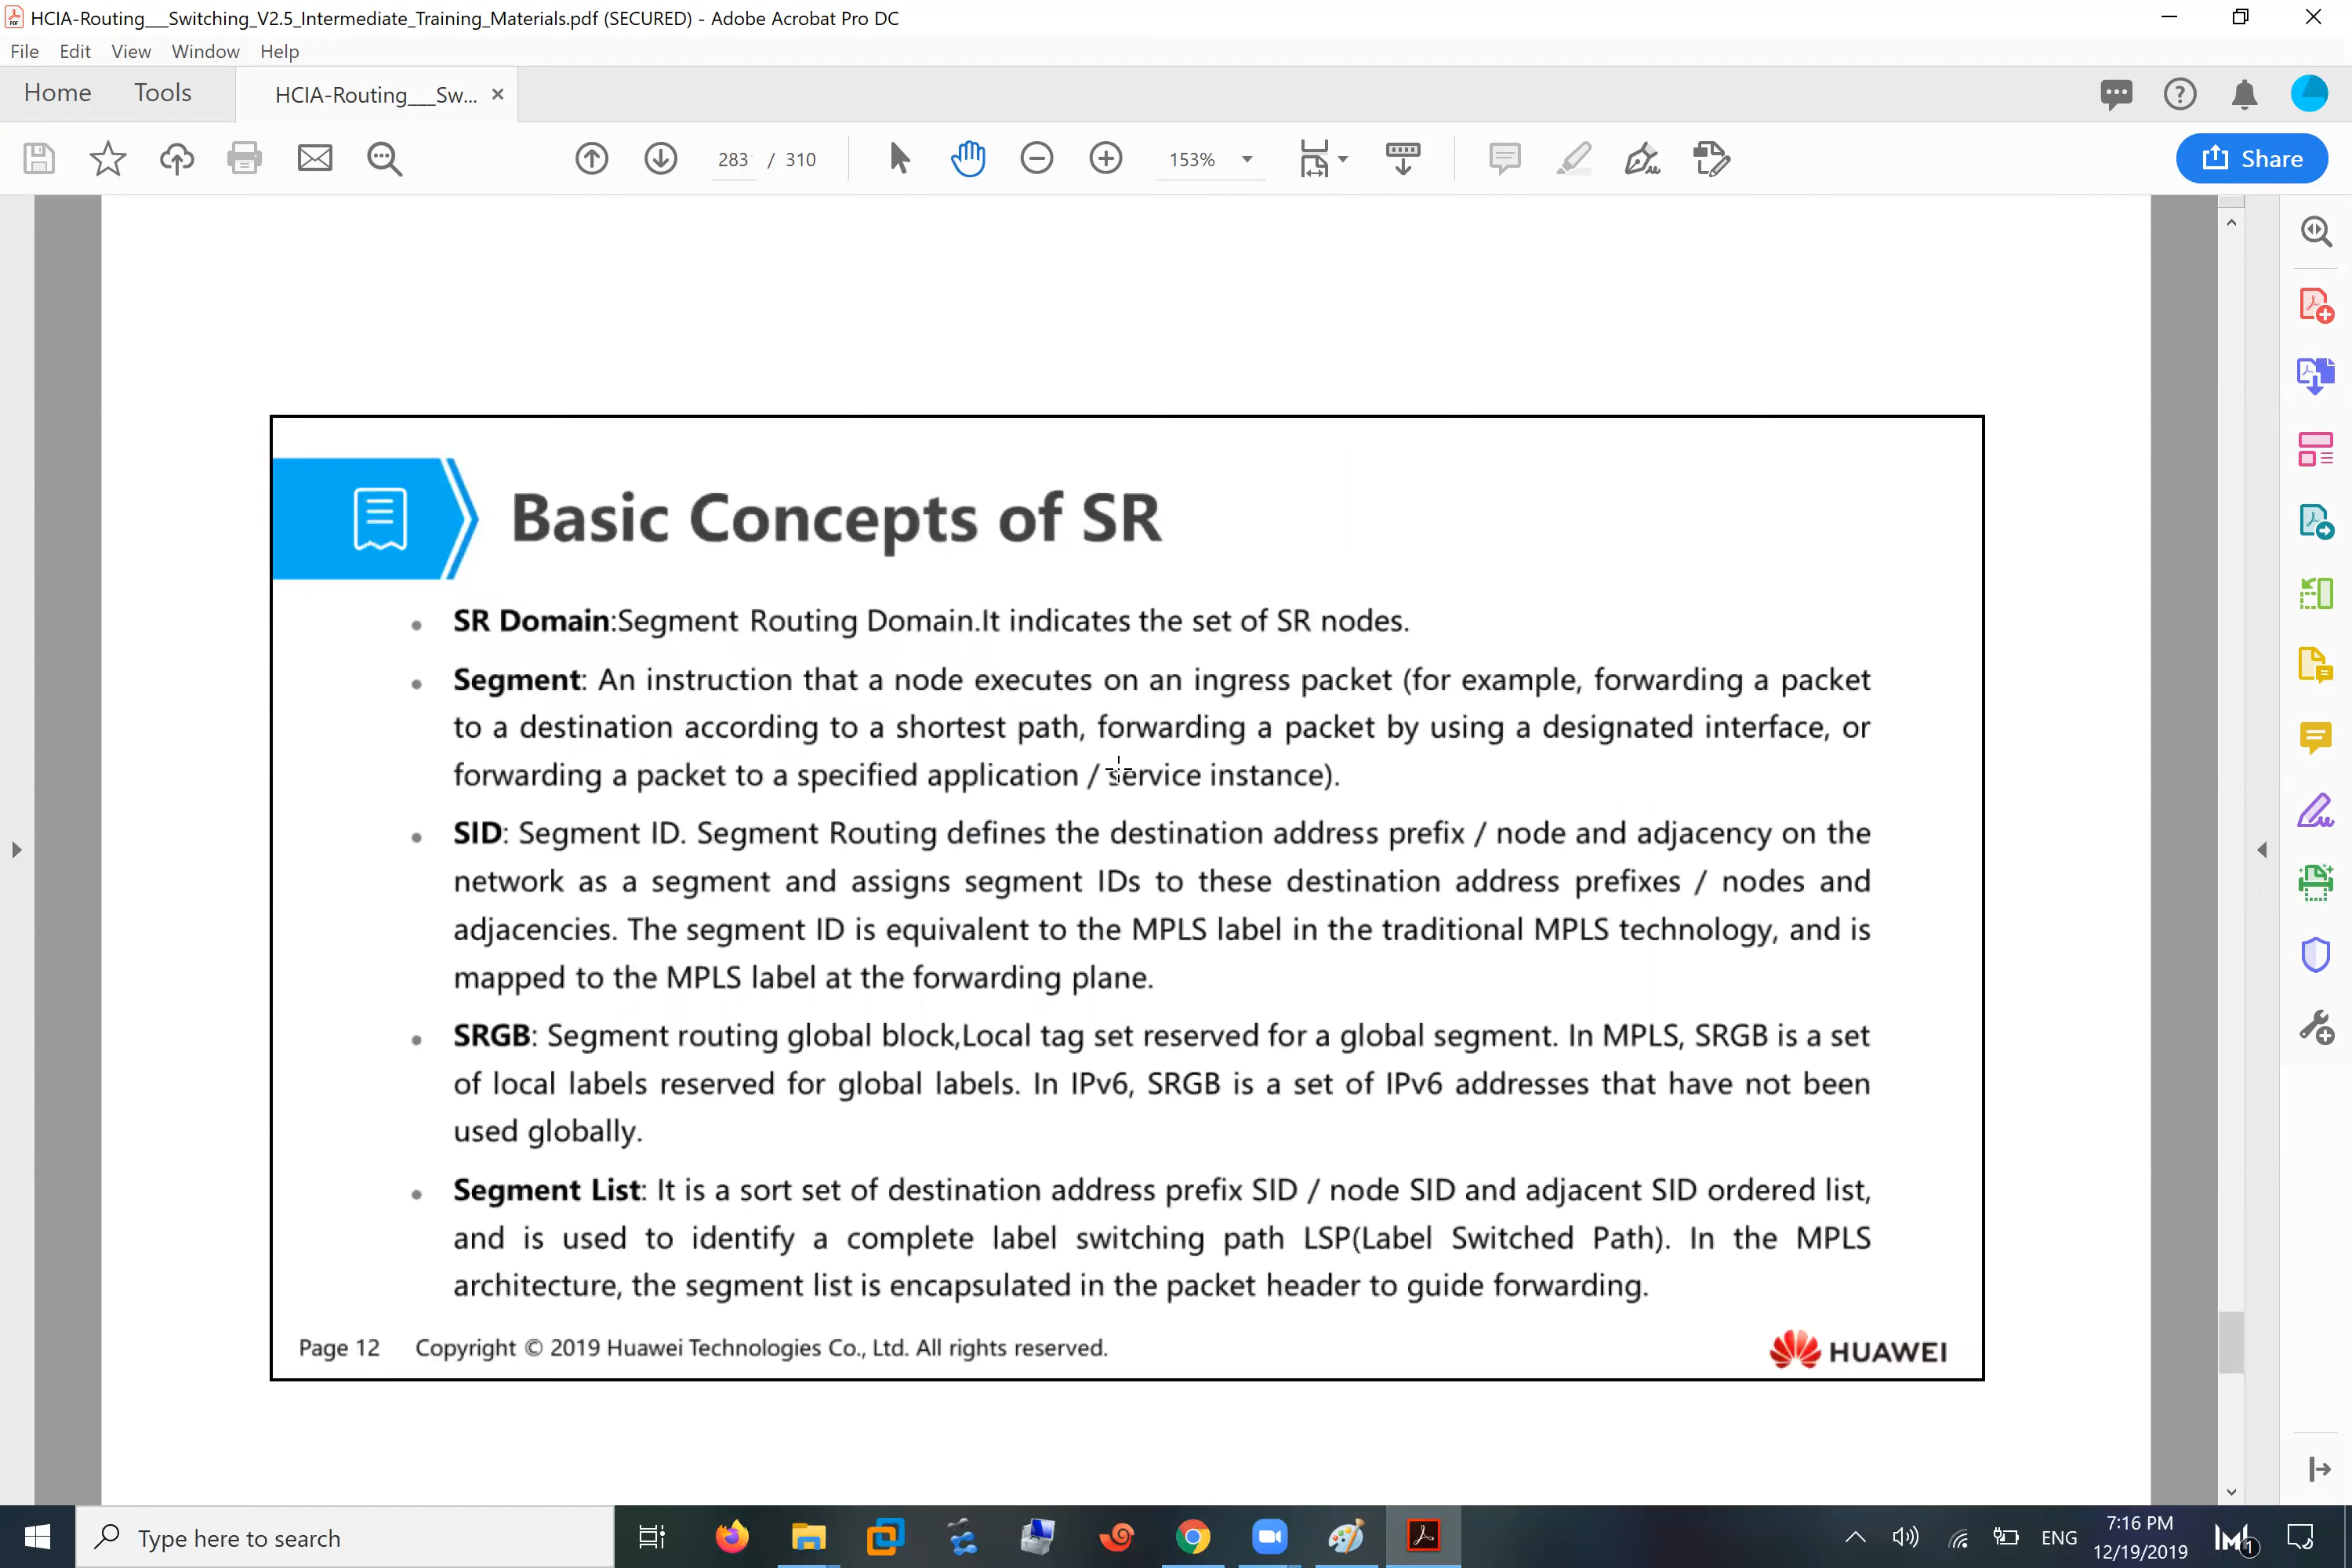 HCIA-Routing___Switching_V2.5_Intermediate_Training_Materials.pdf (SECURED) - Adobe Acrobat Pro DC
File Edit View Window Help
Home Tools HCIA-Routing___Sw... ×
283 / 310 153% Share
Basic Concepts of SR
• SR Domain:Segment Routing Domain.It indicates the set of SR nodes.
• Segment: An instruction that a node executes on an ingress packet (for example, forwarding a packet
to a destination according to a shortest path, forwarding a packet by using a designated interface, or
forwarding a packet to a specified application / service instance).
• SID: Segment ID. Segment Routing defines the destination address prefix / node and adjacency on the
network as a segment and assigns segment IDs to these destination address prefixes / nodes and
adjacencies. The segment ID is equivalent to the MPLS label in the traditional MPLS technology, and is
mapped to the MPLS label at the forwarding plane.
• SRGB: Segment routing global block,Local tag set reserved for a global segment. In MPLS, SRGB is a set
of local labels reserved for global labels. In IPv6, SRGB is a set of IPv6 addresses that have not been
used globally.
• Segment List: It is a sort set of destination address prefix SID / node SID and adjacent SID ordered list,
and is used to identify a complete label switching path LSP(Label Switched Path). In the MPLS
architecture, the segment list is encapsulated in the packet header to guide forwarding.
Page 12 Copyright © 2019 Huawei Technologies Co., Ltd. All rights reserved. HUAWEI
Type here to search
ENG
7:16 PM
12/19/2019
1